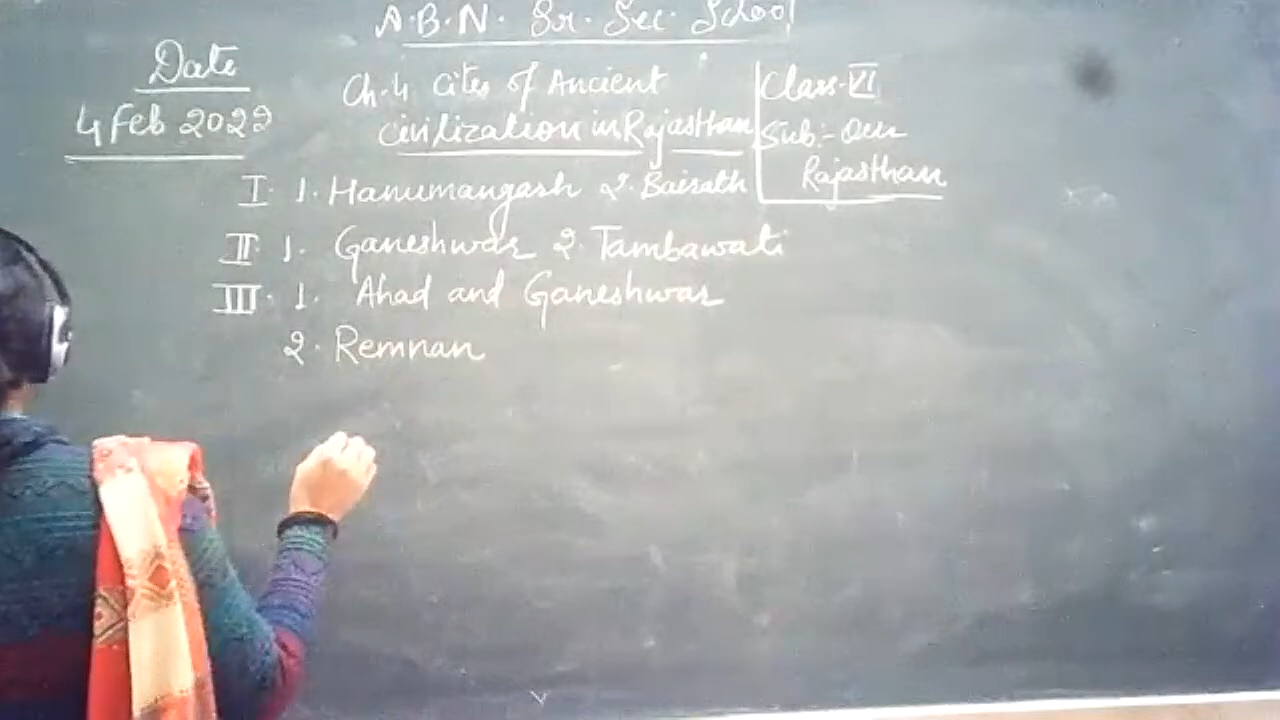 A.B.N. Sr. Sec. School
Date
4 Feb 2022
Ch.4 Cites of Ancient
civilization in Rajasthan
Class-VI
Sub:- Our
Rajasthan
I. 1. Hanumangarh 2. Bairath
II. 1. Ganeshwar 2. Tambawati
III. 1. Ahad and Ganeshwar
2. Remnan